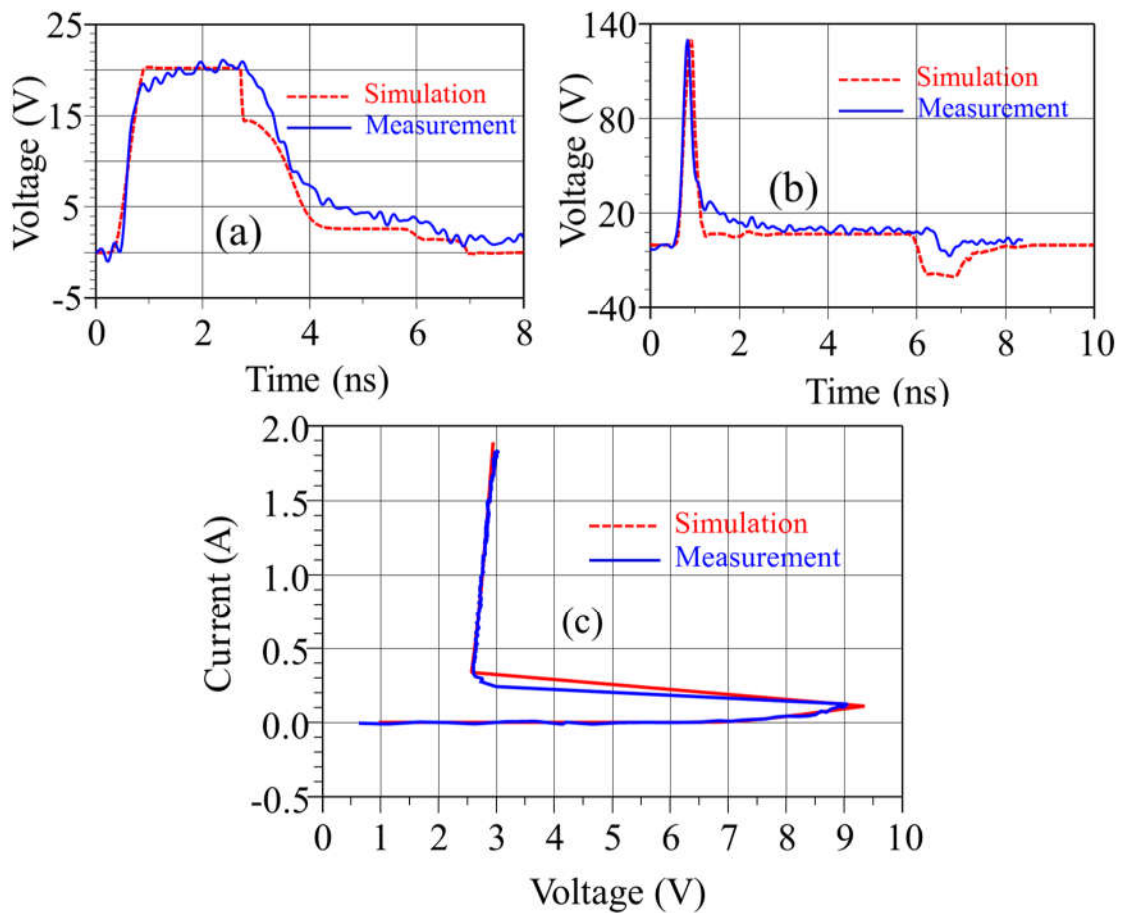 25
15
5
-5
Voltage (V)
Simulation
Measurement
(a)
0
2
4
6
8
Time (ns)
140
80
20
-40
Voltage (V)
Simulation
Measurement
(b)
0
2
4
6
8
10
Time (ns)
2.0
1.5
1.0
0.5
0.0
-0.5
Current (A)
Simulation
Measurement
(c)
0
1
2
3
4
5
6
7
8
9
10
Voltage (V)